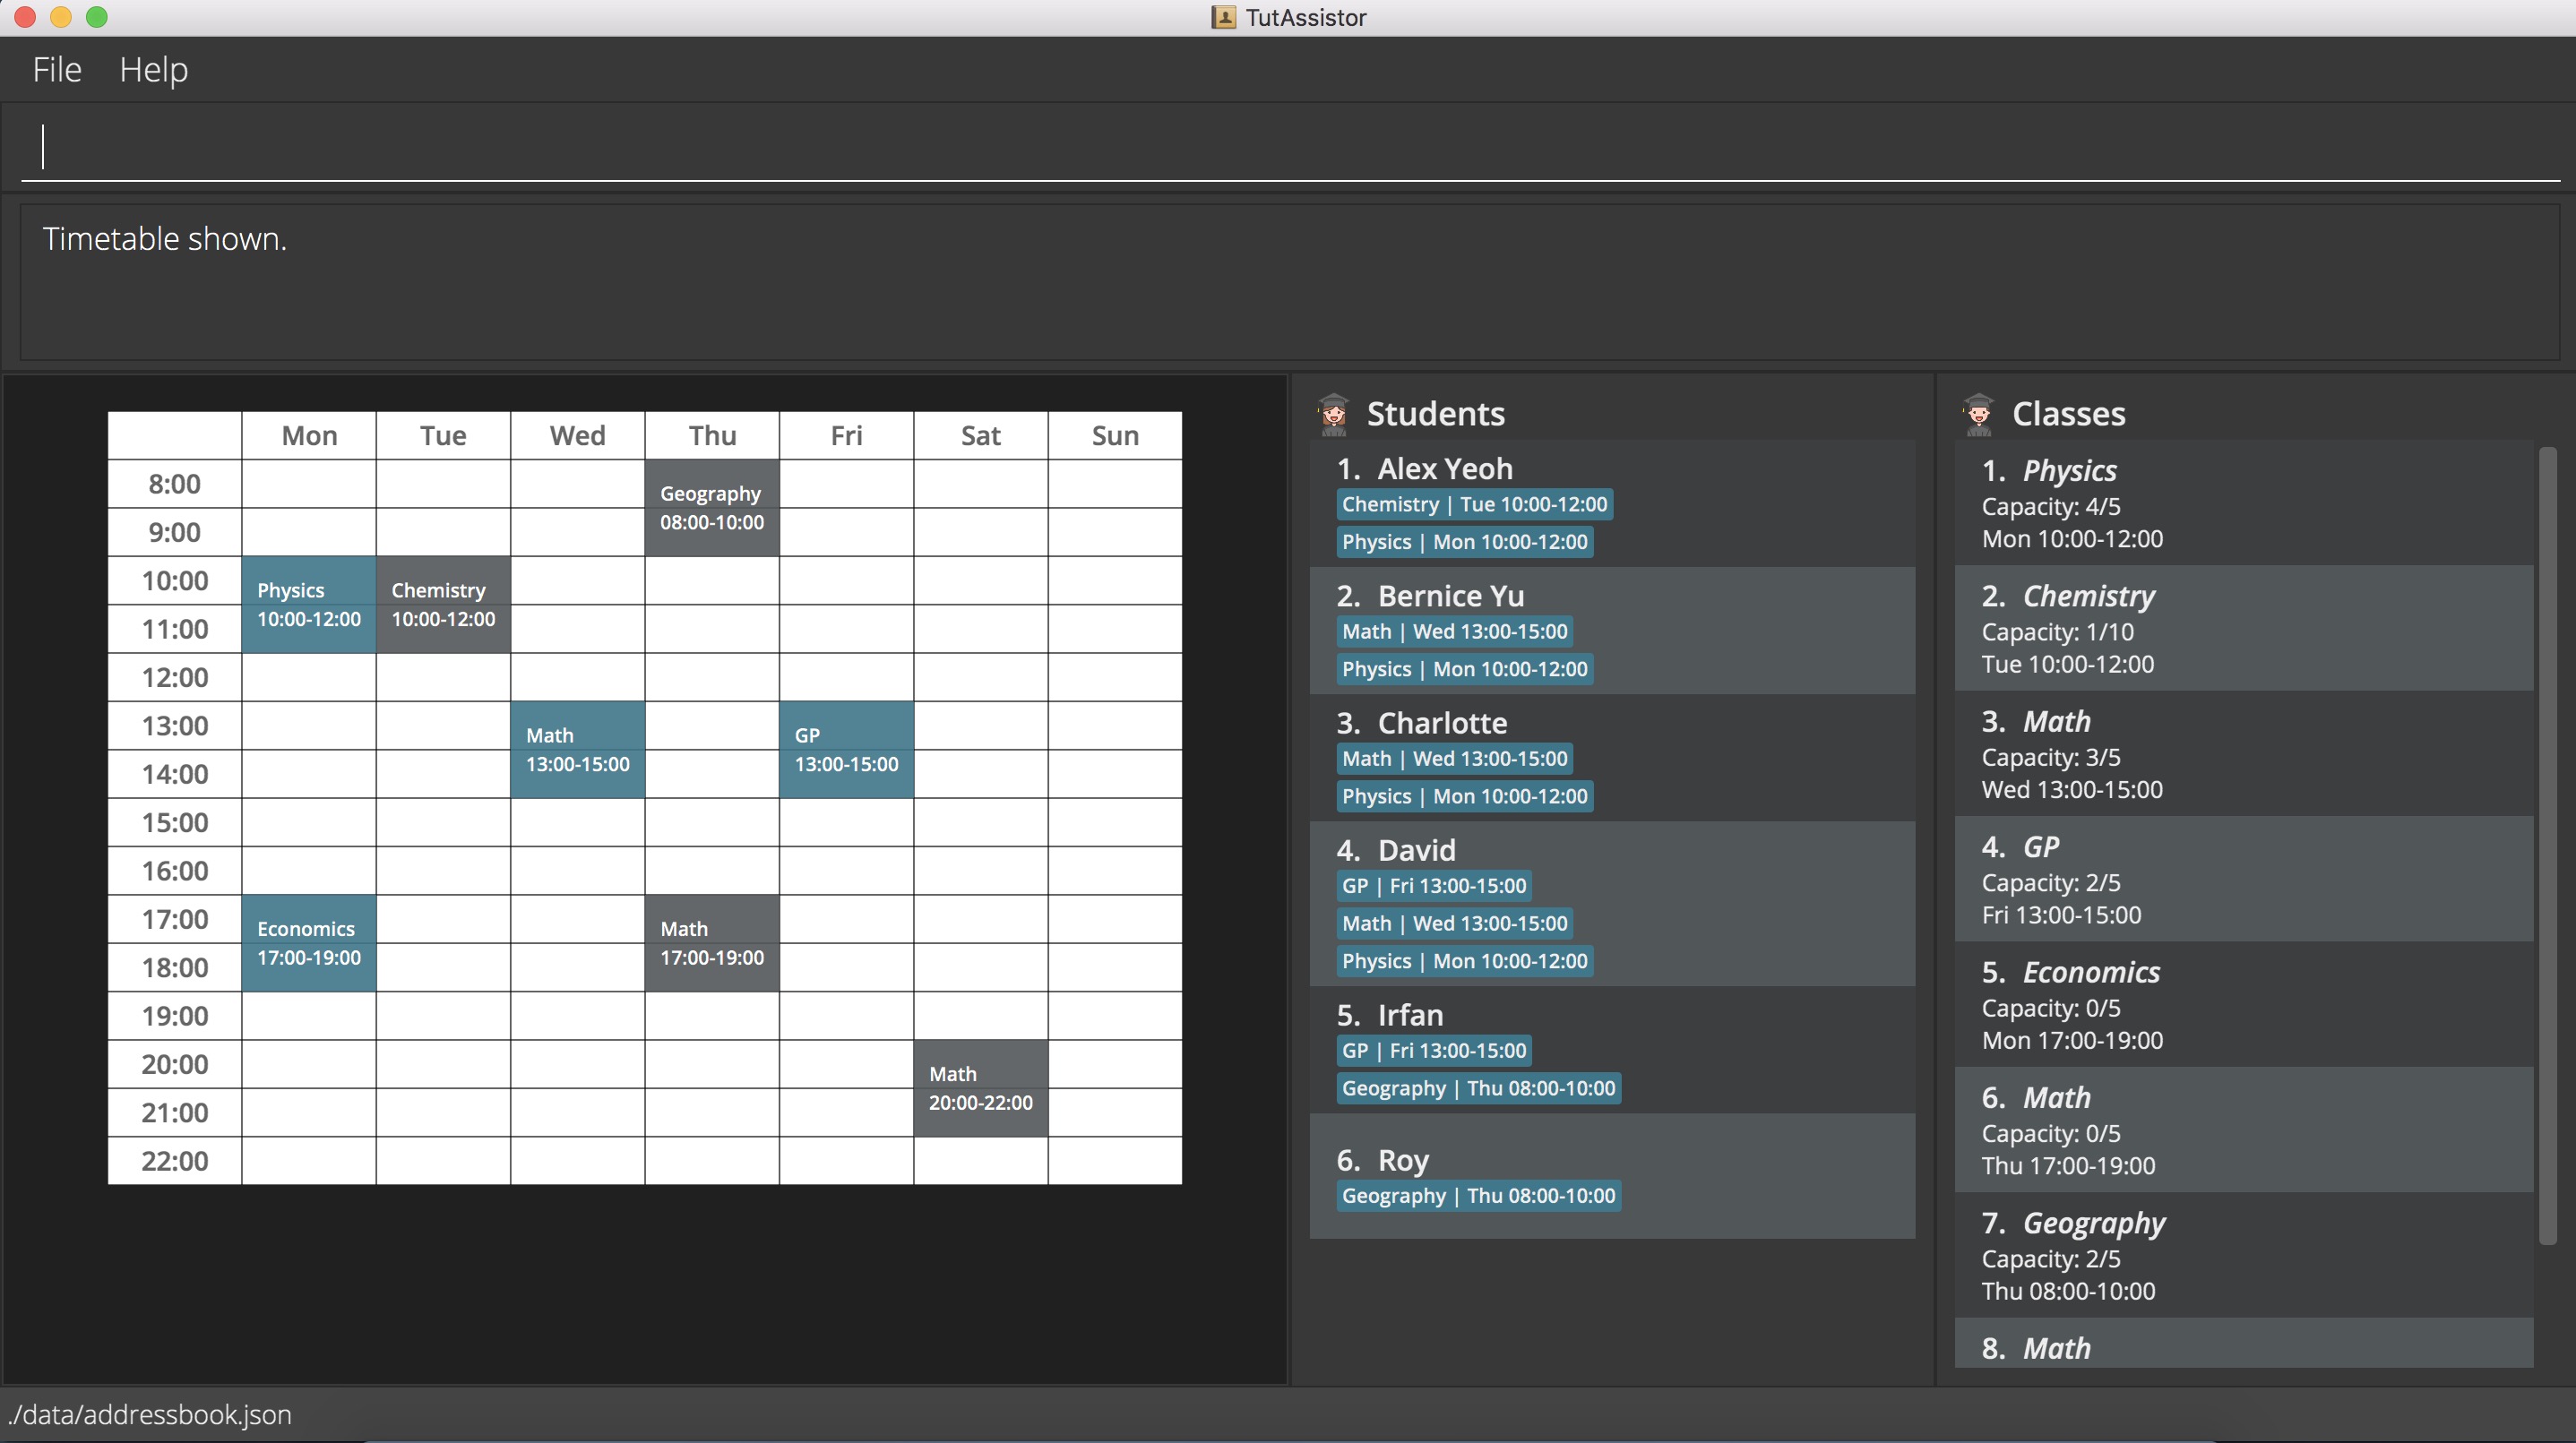 TutAssistor
File Help
Timetable shown.
Mon Tue Wed Thu Fri Sat Sun
8:00
9:00
10:00
11:00
12:00
13:00
14:00
15:00
16:00
17:00
18:00
19:00
20:00
21:00
22:00
Geography
08:00-10:00
Physics
10:00-12:00
Chemistry
10:00-12:00
Math
13:00-15:00
GP
13:00-15:00
Economics
17:00-19:00
Math
17:00-19:00
Math
20:00-22:00
Students
1. Alex Yeoh
Chemistry | Tue 10:00-12:00
Physics | Mon 10:00-12:00
2. Bernice Yu
Math | Wed 13:00-15:00
Physics | Mon 10:00-12:00
3. Charlotte
Math | Wed 13:00-15:00
Physics | Mon 10:00-12:00
4. David
GP | Fri 13:00-15:00
Math | Wed 13:00-15:00
Physics | Mon 10:00-12:00
5. Irfan
GP | Fri 13:00-15:00
Geography | Thu 08:00-10:00
6. Roy
Geography | Thu 08:00-10:00
Classes
1. Physics
Capacity: 4/5
Mon 10:00-12:00
2. Chemistry
Capacity: 1/10
Tue 10:00-12:00
3. Math
Capacity: 3/5
Wed 13:00-15:00
4. GP
Capacity: 2/5
Fri 13:00-15:00
5. Economics
Capacity: 0/5
Mon 17:00-19:00
6. Math
Capacity: 0/5
Thu 17:00-19:00
7. Geography
Capacity: 2/5
Thu 08:00-10:00
8. Math
./data/addressbook.json